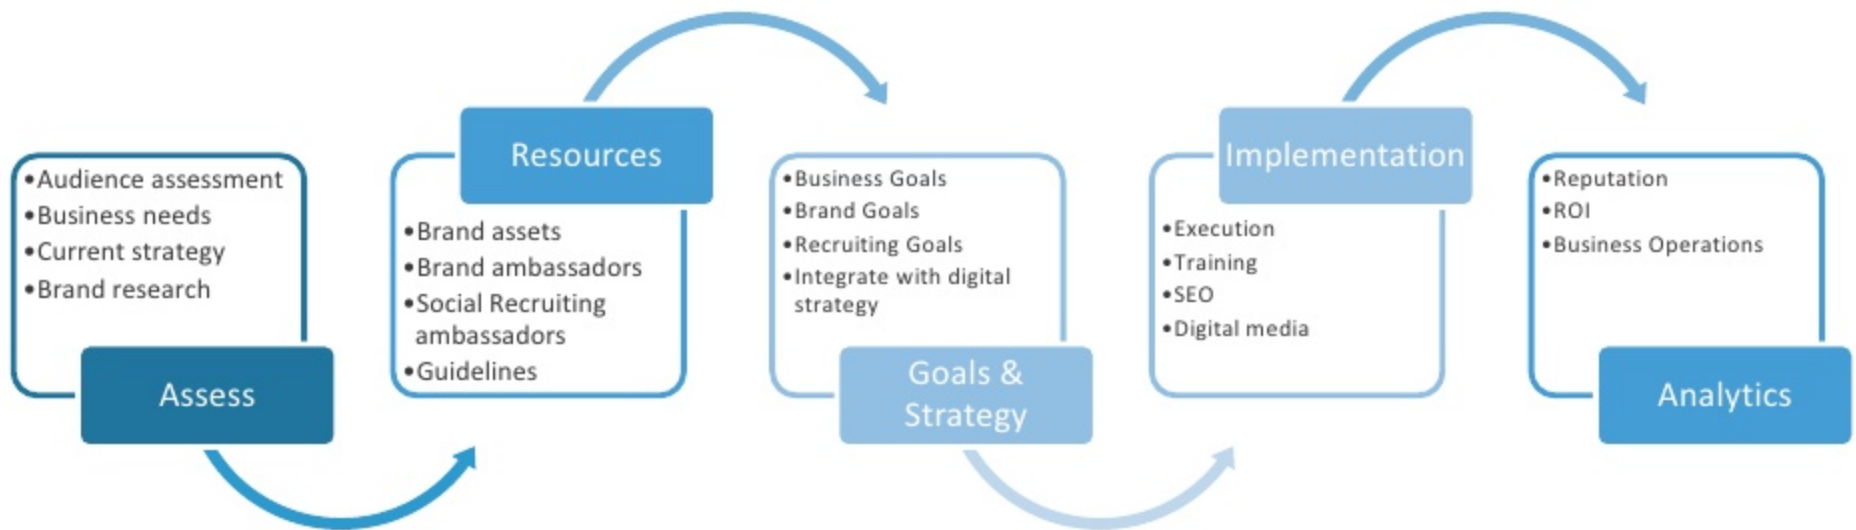 •Audience assessment
•Business needs
•Current strategy
•Brand research
Assess
Resources
•Brand assets
•Brand ambassadors
•Social Recruiting
ambassadors
•Guidelines
•Business Goals
•Brand Goals
•Recruiting Goals
•Integrate with digital
strategy
Goals &
Strategy
Implementation
•Execution
•Training
•SEO
•Digital media
•Reputation
•ROI
•Business Operations
Analytics